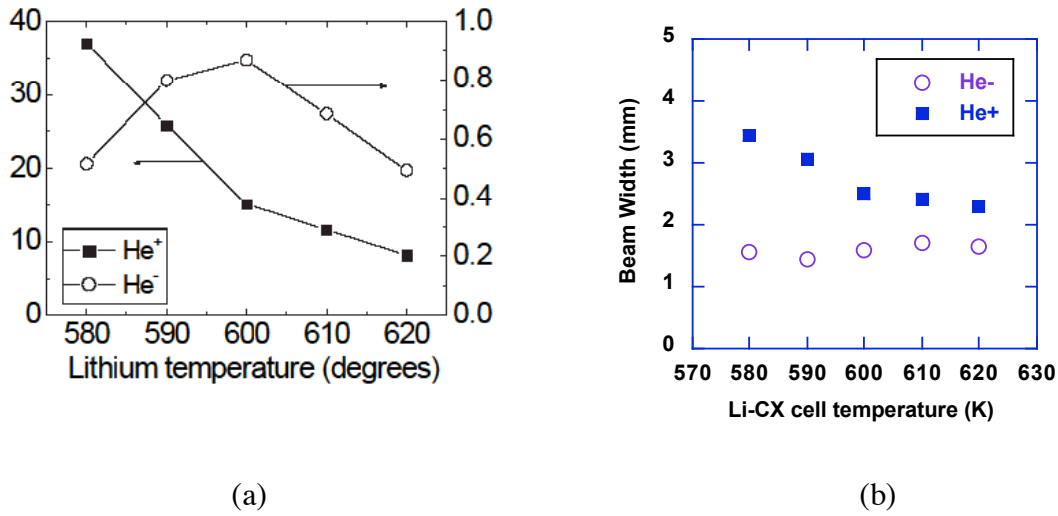 40
30
20
10
0
1.0
0.8
0.6
0.4
0.2
0.0
He+
He-
580 590 600 610 620
Lithium temperature (degrees)
(a)
5
4
3
2
1
0
Beam Width (mm)
He-
He+
570 580 590 600 610 620 630
Li-CX cell temperature (K)
(b)